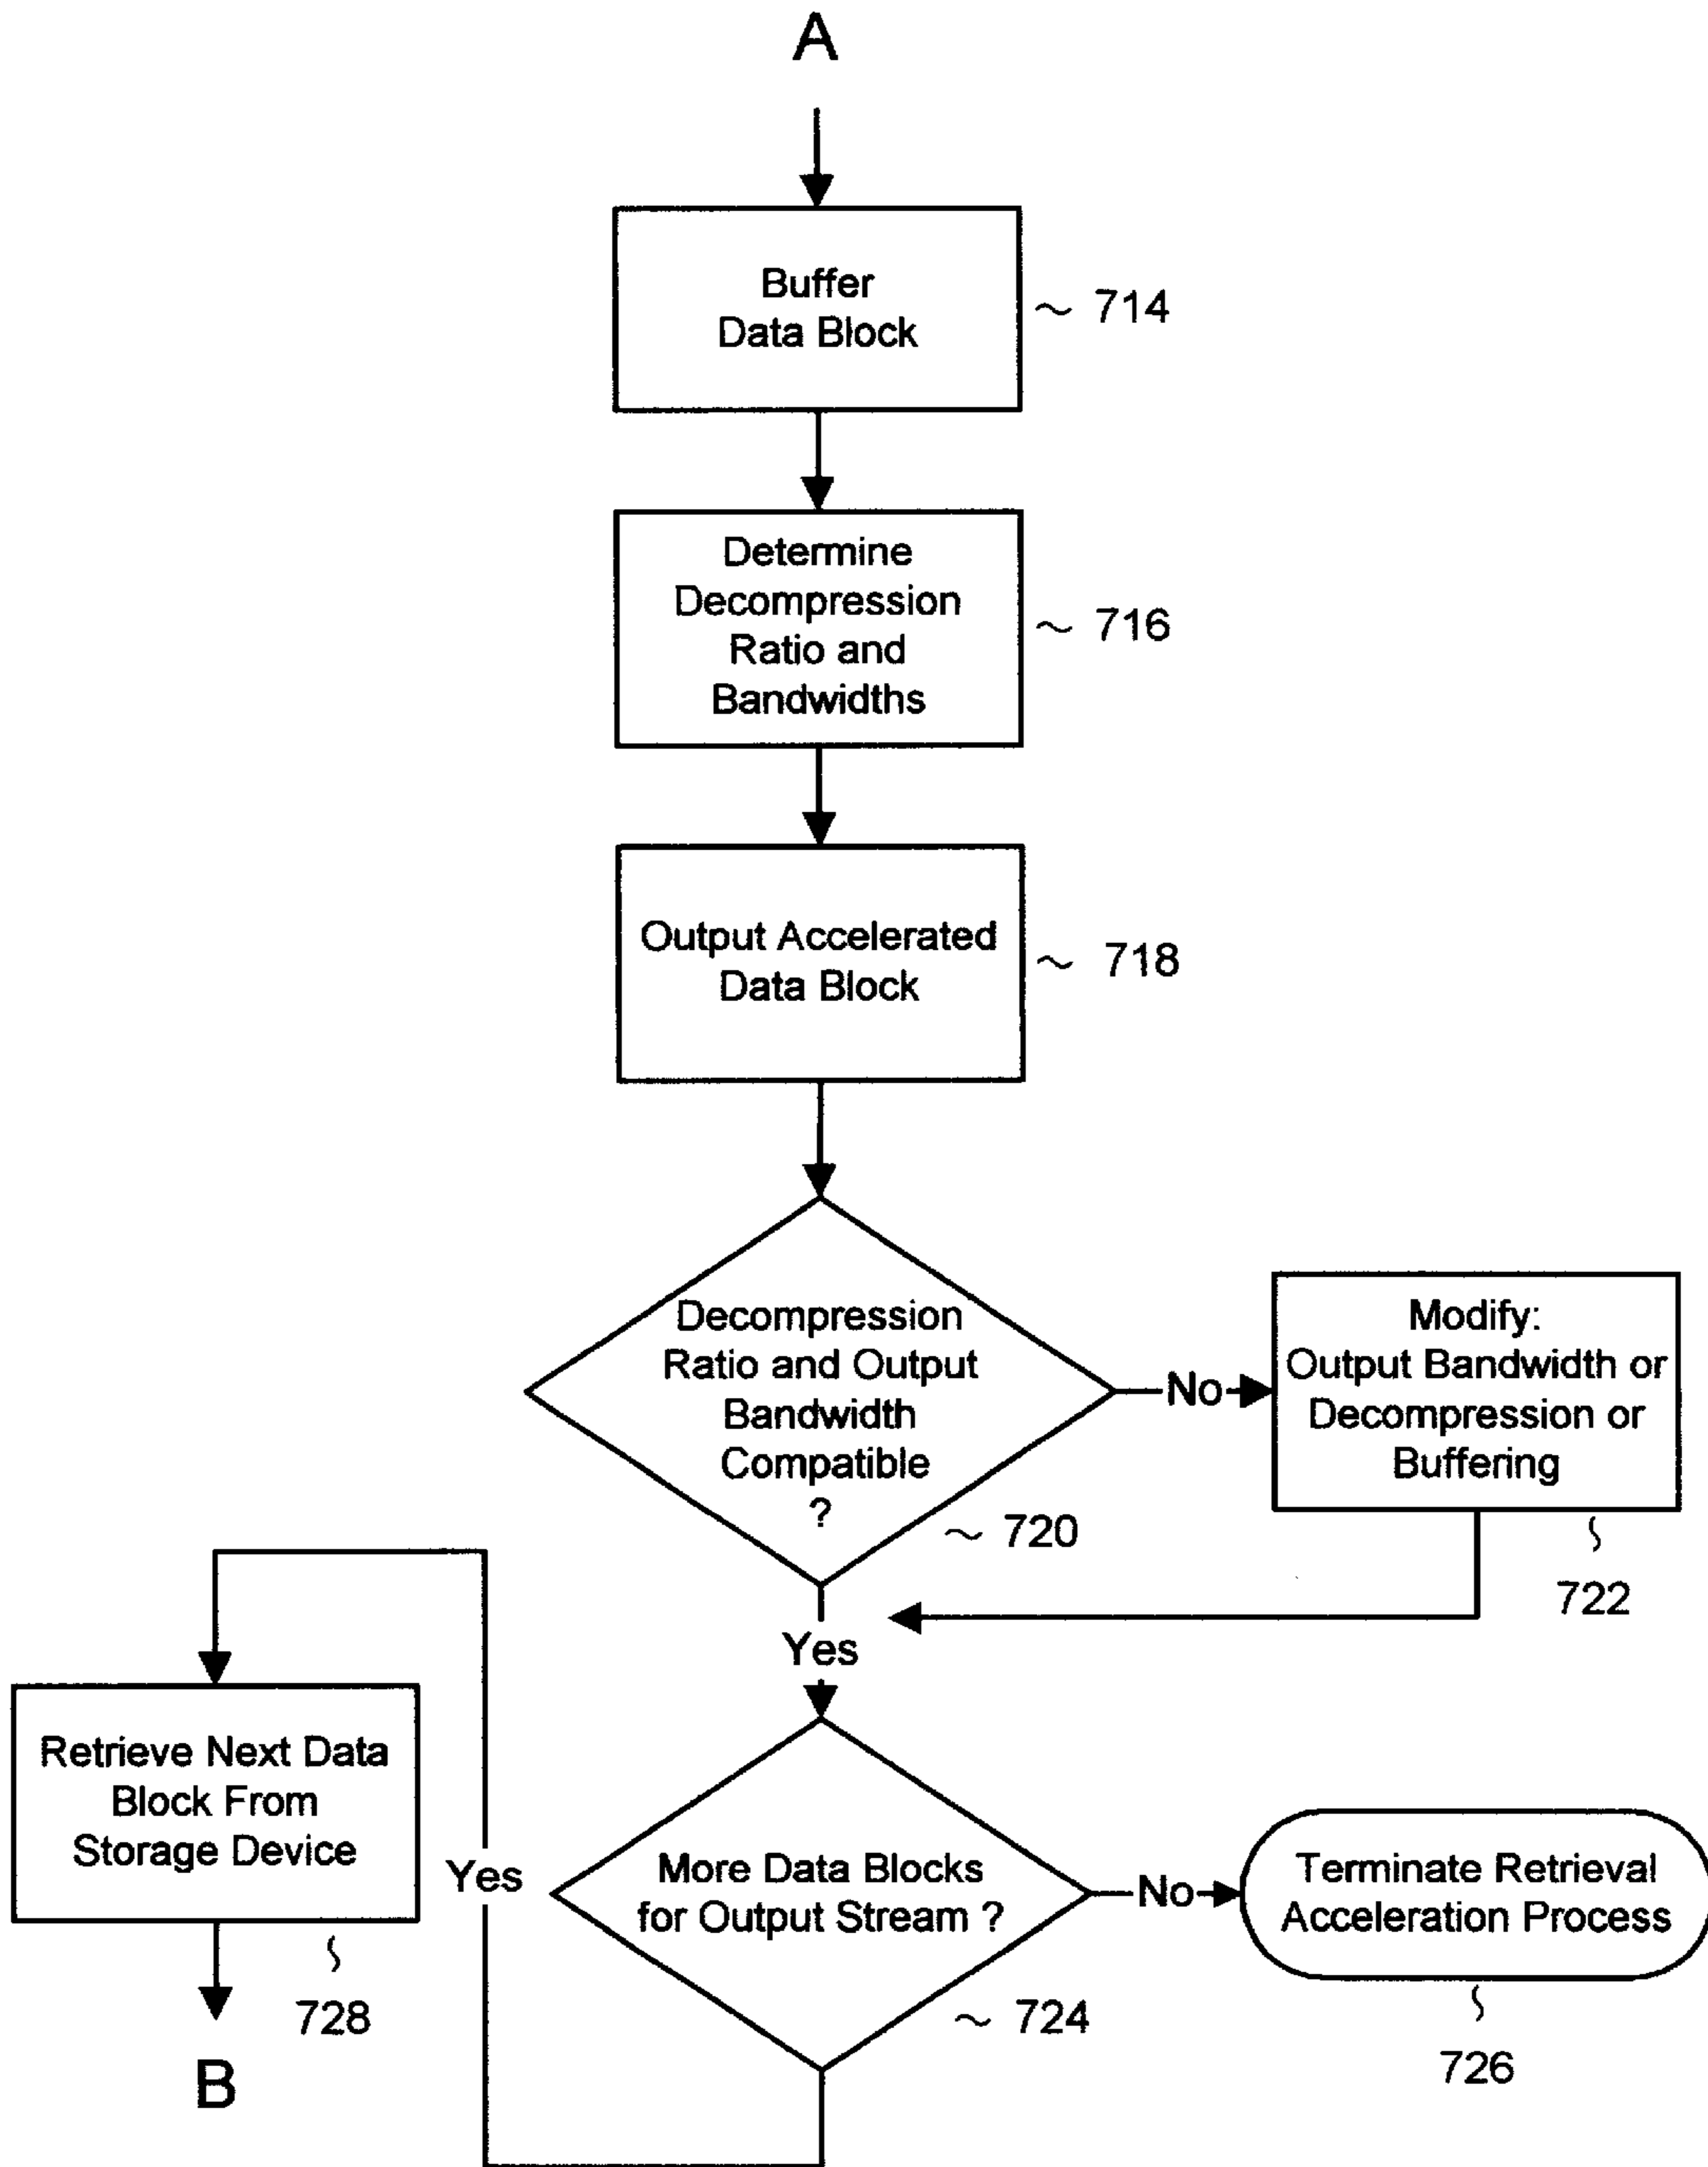 A
Buffer
Data Block
~ 714
Determine
Decompression
Ratio and
Bandwidths
~ 716
Output Accelerated
Data Block
~ 718
Decompression
Ratio and Output
Bandwidth
Compatible
?
~ 720
No
Modify:
Output Bandwidth or
Decompression or
Buffering
~ 722
Yes
More Data Blocks
for Output Stream ?
~ 724
No
Terminate Retrieval
Acceleration Process
~ 726
Yes
Retrieve Next Data
Block From
Storage Device
~ 728
B